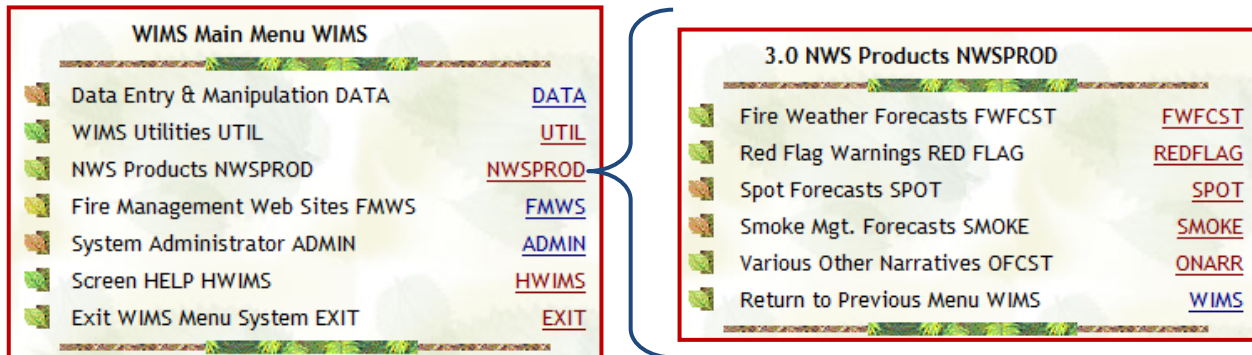 WIMS Main Menu WIMS
Data Entry & Manipulation DATA DATA
WIMS Utilities UTIL UTIL
NWS Products NWSPROD NWSPROD
Fire Management Web Sites FMWS FMWS
System Administrator ADMIN ADMIN
Screen HELP HWIMS HWIMS
Exit WIMS Menu System EXIT EXIT
3.0 NWS Products NWSPROD
Fire Weather Forecasts FWFCST FWFCST
Red Flag Warnings RED FLAG REDFLAG
Spot Forecasts SPOT SPOT
Smoke Mgt. Forecasts SMOKE SMOKE
Various Other Narratives OFCST ONARR
Return to Previous Menu WIMS WIMS